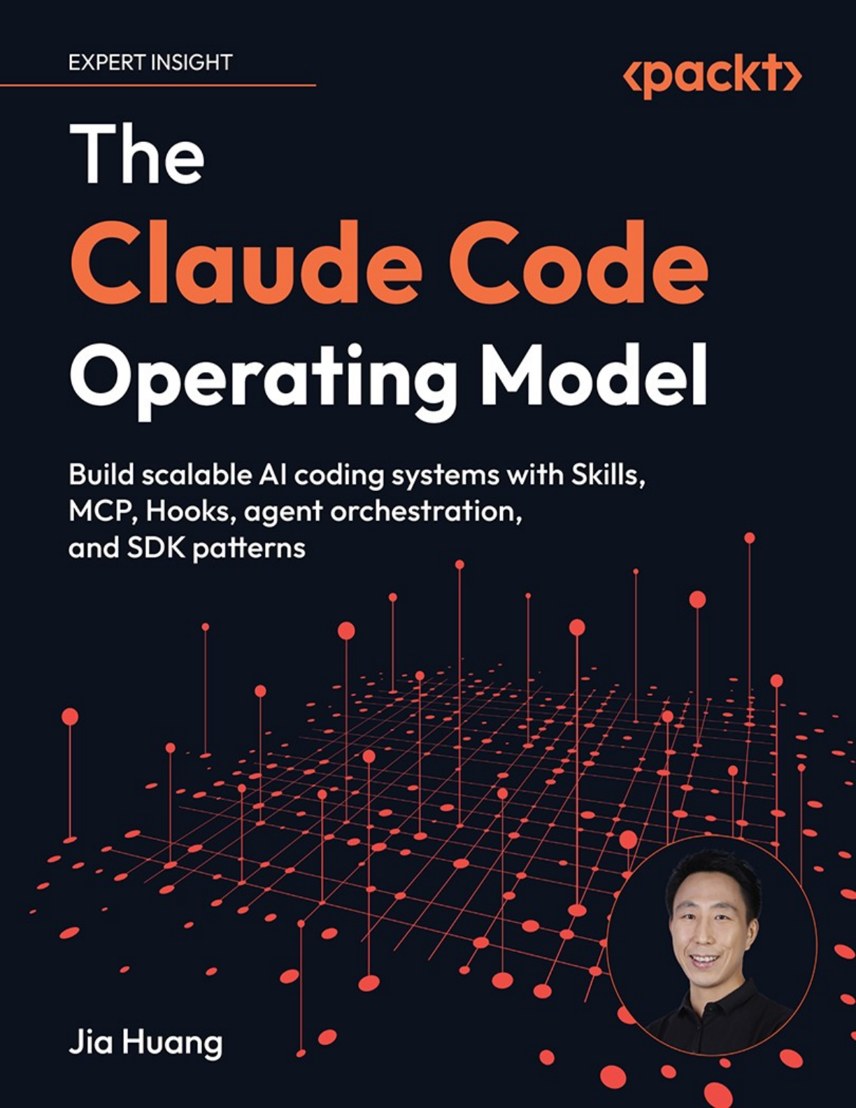 EXPERT INSIGHT
<packt>
The
Claude Code
Operating Model
Build scalable AI coding systems with Skills,
MCP, Hooks, agent orchestration,
and SDK patterns
Jia Huang